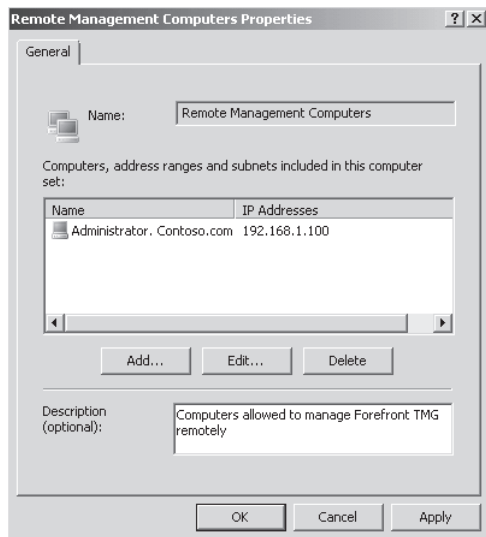 Remote Management Computers Properties
? X
General
Name: Remote Management Computers
Computers, address ranges and subnets included in this computer
set:
Name IP Addresses
Administrator. Contoso.com 192.168.1.100
Add... Edit... Delete
Description
(optional):
Computers allowed to manage Forefront TMG
remotely
OK Cancel Apply